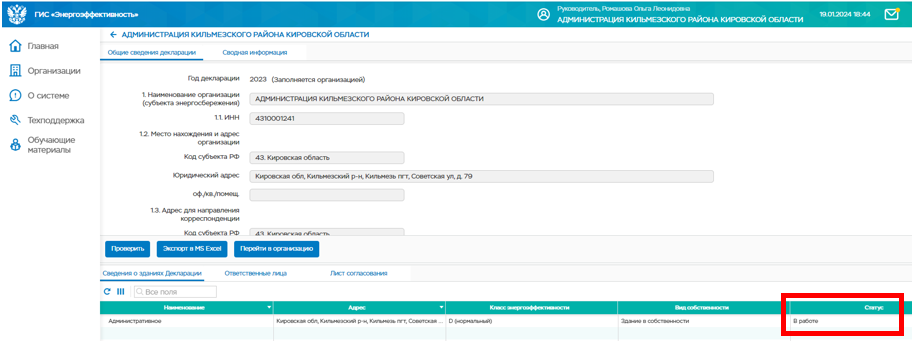 ГИС «Энергоэффективность»
Руководитель, Ромашова Ольга Леонидовна
АДМИНИСТРАЦИЯ КИЛЬМЕЗСКОГО РАЙОНА КИРОВСКОЙ ОБЛАСТИ
19.01.2024 18:44
Главная
Организации
О системе
Техподдержка
Обучающие
материалы
АДМИНИСТРАЦИЯ КИЛЬМЕЗСКОГО РАЙОНА КИРОВСКОЙ ОБЛАСТИ
Общие сведения декларации Сводная информация
Год декларации 2023 (Заполняется организацией)
1. Наименование организации
(субъекта энергосбережения) АДМИНИСТРАЦИЯ КИЛЬМЕЗСКОГО РАЙОНА КИРОВСКОЙ ОБЛАСТИ
1.1. ИНН 4310001241
1.2. Место нахождения и адрес
организации
Код субъекта РФ 43. Кировская область
Юридический адрес Кировская обл, Кильмезский р-н, Кильмезь пгт, Советская ул, д. 79
оф./кв./помещ.
1.3. Адрес для направления
корреспонденции
Код субъекта РФ 43. Кировская область
Проверить Экспорт в MS Excel Перейти в организацию
Сведения о зданиях Декларации Ответственные лица Лист согласования
Все поля
Наименование Адрес Класс энергоэффективности Вид собственности Статус
Административное Кировская обл, Кильмезский р-н, Кильмезь пгт, Советская ... D (нормальный) Здание в собственности В работе